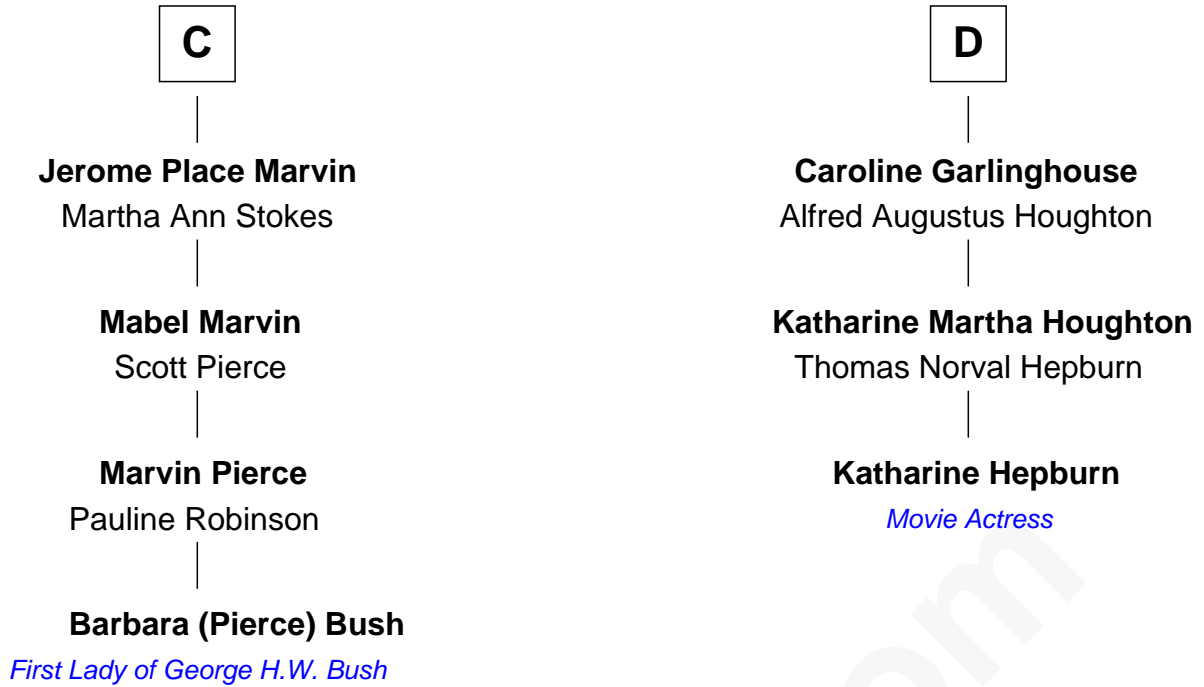 C
Jerome Place Marvin
Martha Ann Stokes
Mabel Marvin
Scott Pierce
Marvin Pierce
Pauline Robinson
Barbara (Pierce) Bush
First Lady of George H.W. Bush
D
Caroline Garlinghouse
Alfred Augustus Houghton
Katharine Martha Houghton
Thomas Norval Hepburn
Katharine Hepburn
Movie Actress
om